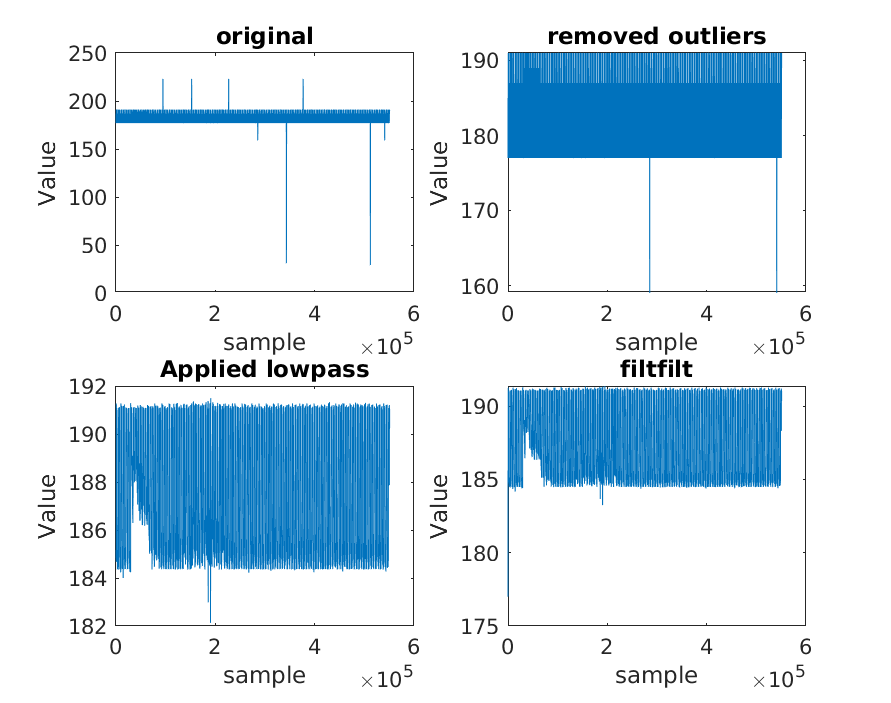 original
250
200
150
100
50
0
Value
0 2 4 6
sample
×10^5
removed outliers
190
180
170
160
Value
0 2 4 6
sample
×10^5
Applied lowpass
192
190
188
186
184
182
Value
0 2 4 6
sample
×10^5
filtfilt
190
185
180
175
Value
0 2 4 6
sample
×10^5